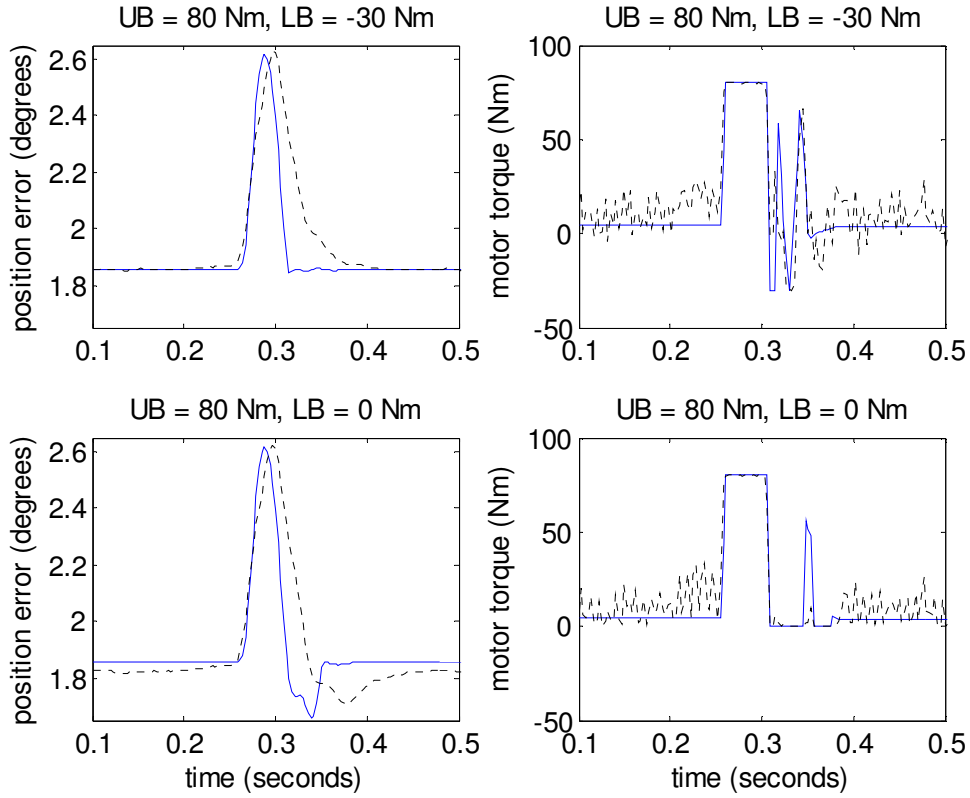 UB = 80 Nm, LB = -30 Nm
position error (degrees)
2.6
2.4
2.2
2
1.8
0.1 0.2 0.3 0.4 0.5
UB = 80 Nm, LB = -30 Nm
motor torque (Nm)
100
50
0
-50
0.1 0.2 0.3 0.4 0.5
UB = 80 Nm, LB = 0 Nm
position error (degrees)
2.6
2.4
2.2
2
1.8
0.1 0.2 0.3 0.4 0.5
time (seconds)
UB = 80 Nm, LB = 0 Nm
motor torque (Nm)
100
50
0
-50
0.1 0.2 0.3 0.4 0.5
time (seconds)